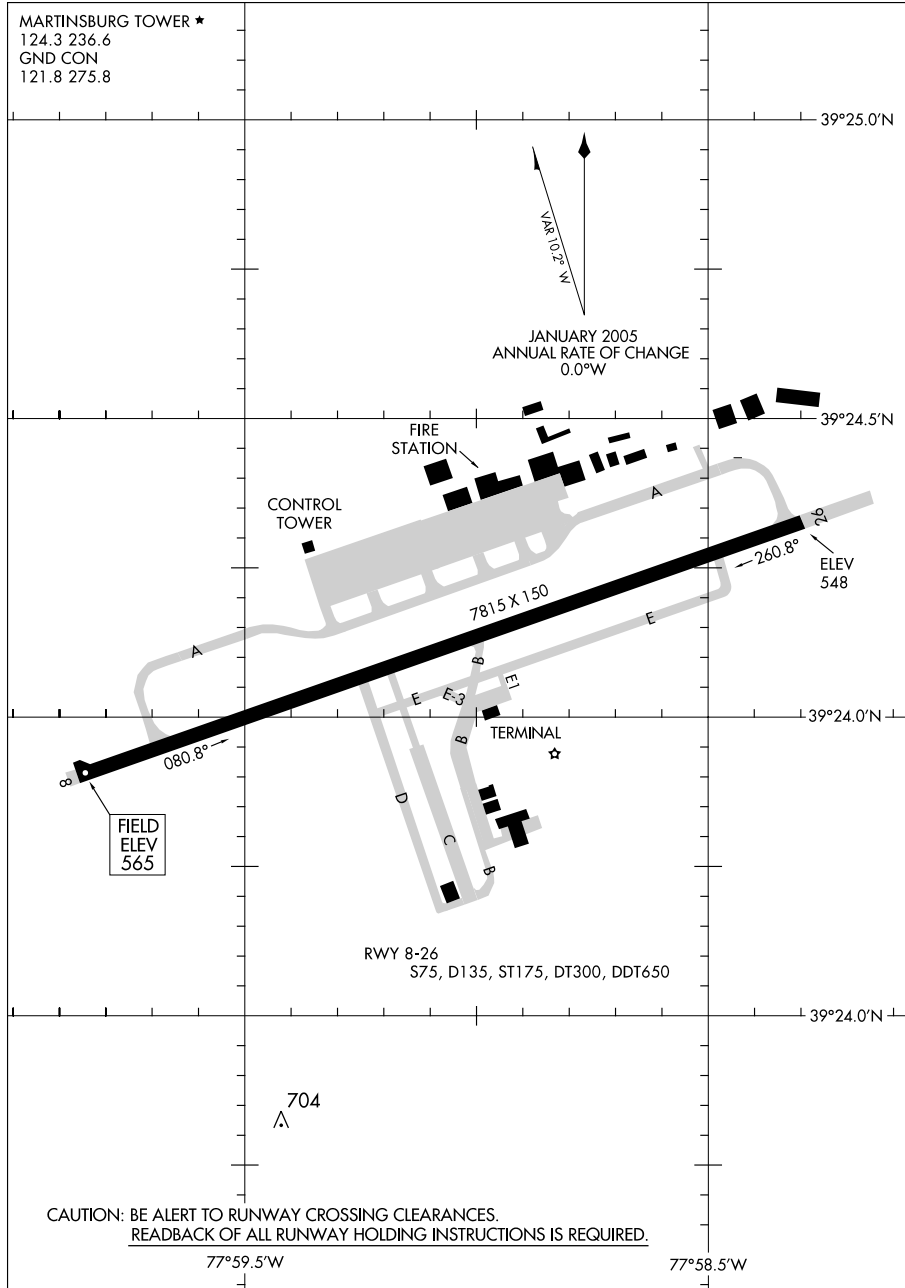 MARTINSBURG TOWER ★
124.3 236.6
GND CON
121.8 275.8
39°25.0'N
VAR 10.2° W
JANUARY 2005
ANNUAL RATE OF CHANGE
0.0°W
39°24.5'N
FIRE
STATION
CONTROL
TOWER
A
26
260.8°
ELEV
548
7815 X 150
E
A
B
E
E-3
E1
39°24.0'N
B
TERMINAL
080.8°
8
D
FIELD
ELEV
565
C
B
RWY 8-26
S75, D135, ST175, DT300, DDT650
39°24.0'N
704
CAUTION: BE ALERT TO RUNWAY CROSSING CLEARANCES.
READBACK OF ALL RUNWAY HOLDING INSTRUCTIONS IS REQUIRED.
77°59.5'W
77°58.5'W